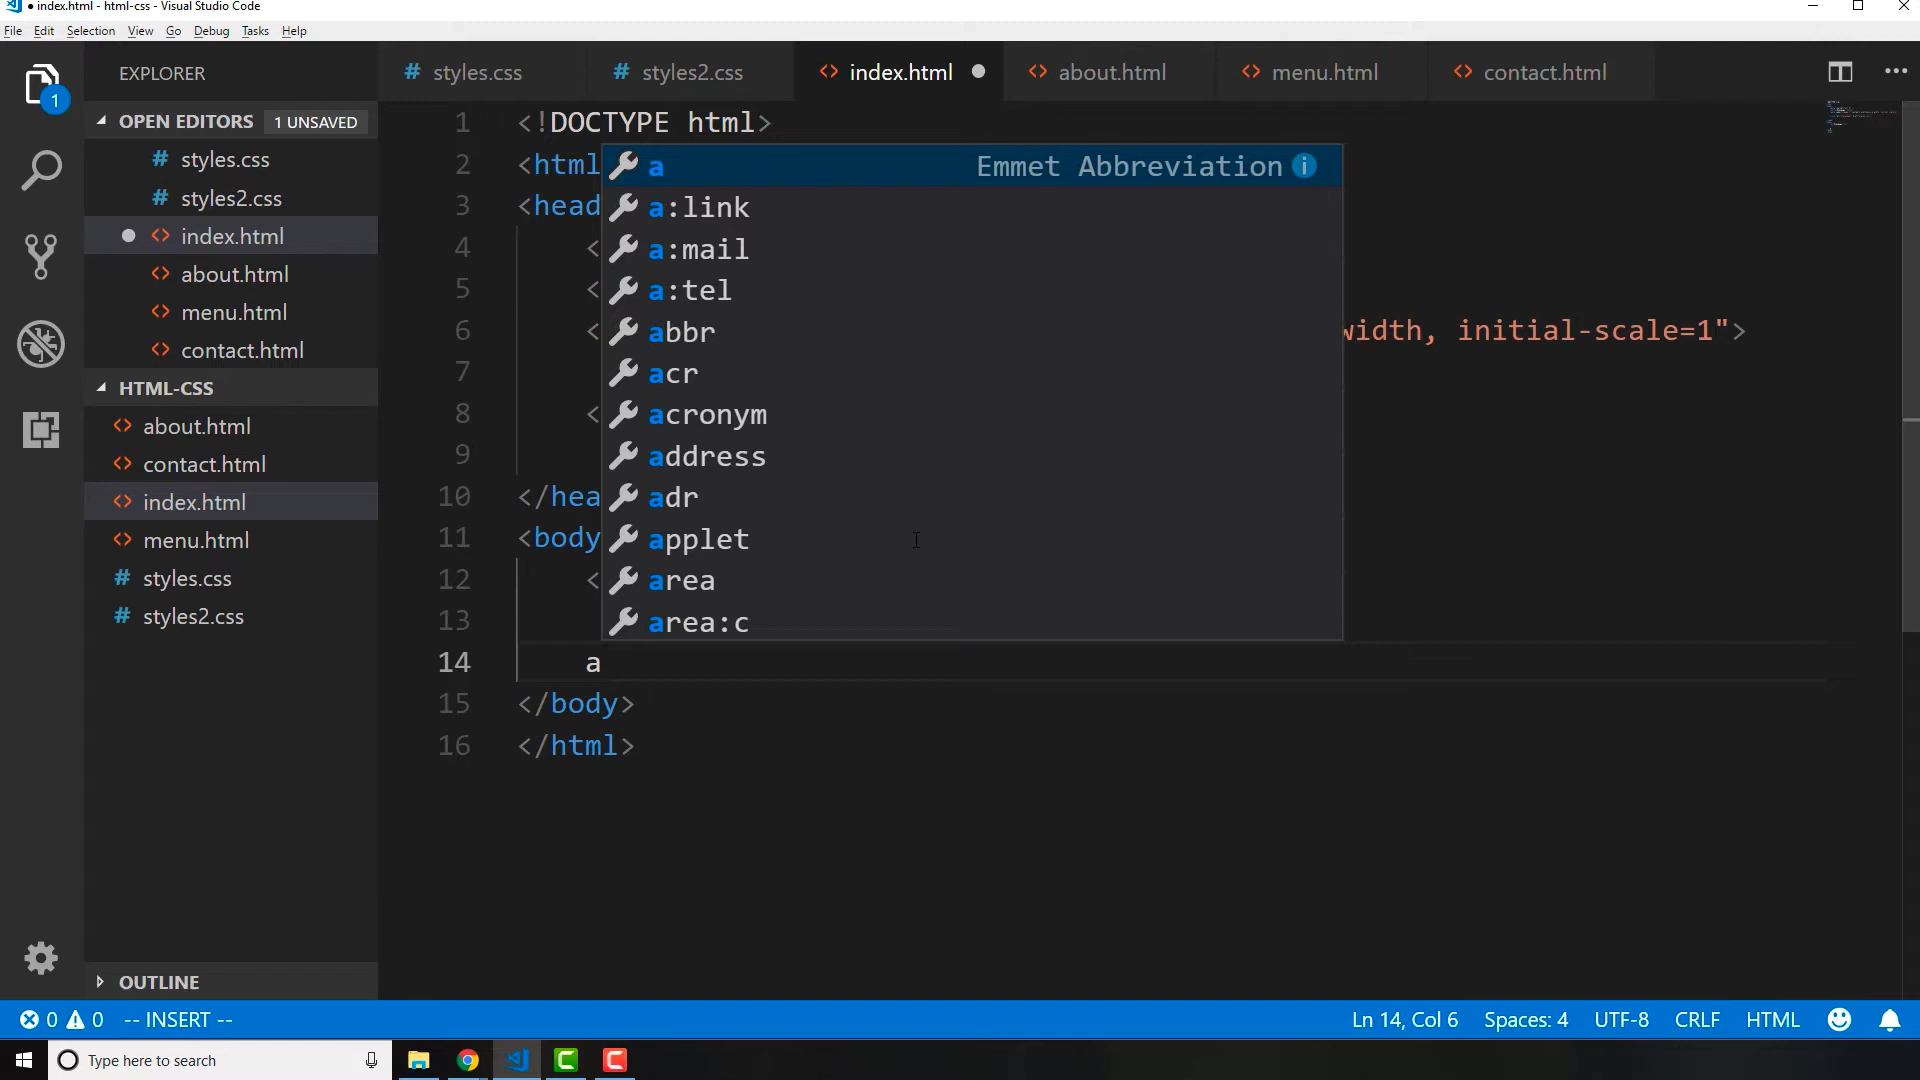 ● index.html - html-css - Visual Studio Code
File Edit Selection View Go Debug Tasks Help
1
EXPLORER
OPEN EDITORS 1 UNSAVED
# styles.css
# styles2.css
● <> index.html
<> about.html
<> menu.html
<> contact.html
HTML-CSS
<> about.html
<> contact.html
<> index.html
<> menu.html
# styles.css
# styles2.css
OUTLINE
# styles.css # styles2.css <> index.html ● <> about.html <> menu.html <> contact.html ...
1 <!DOCTYPE html>
2 <html
3 <head
4 <
5 <
6 < width, initial-scale=1">
7
8 <
9
10 </hea
11 <body
12 <
13
14 a
15 </body>
16 </html>
a Emmet Abbreviation i
a:link
a:mail
a:tel
abbr
acr
acronym
address
adr
applet
area
area:c
0 0 -- INSERT -- Ln 14, Col 6 Spaces: 4 UTF-8 CRLF HTML
Type here to search